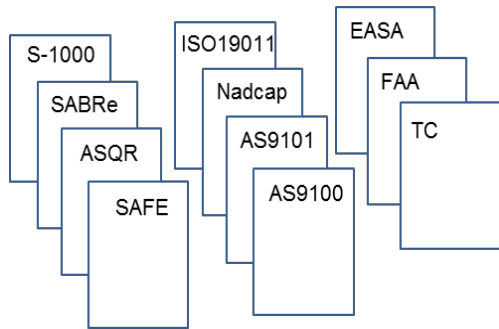 S-1000
SABRe
ASQR
SAFE
ISO19011
Nadcap
AS9101
AS9100
EASA
FAA
TC